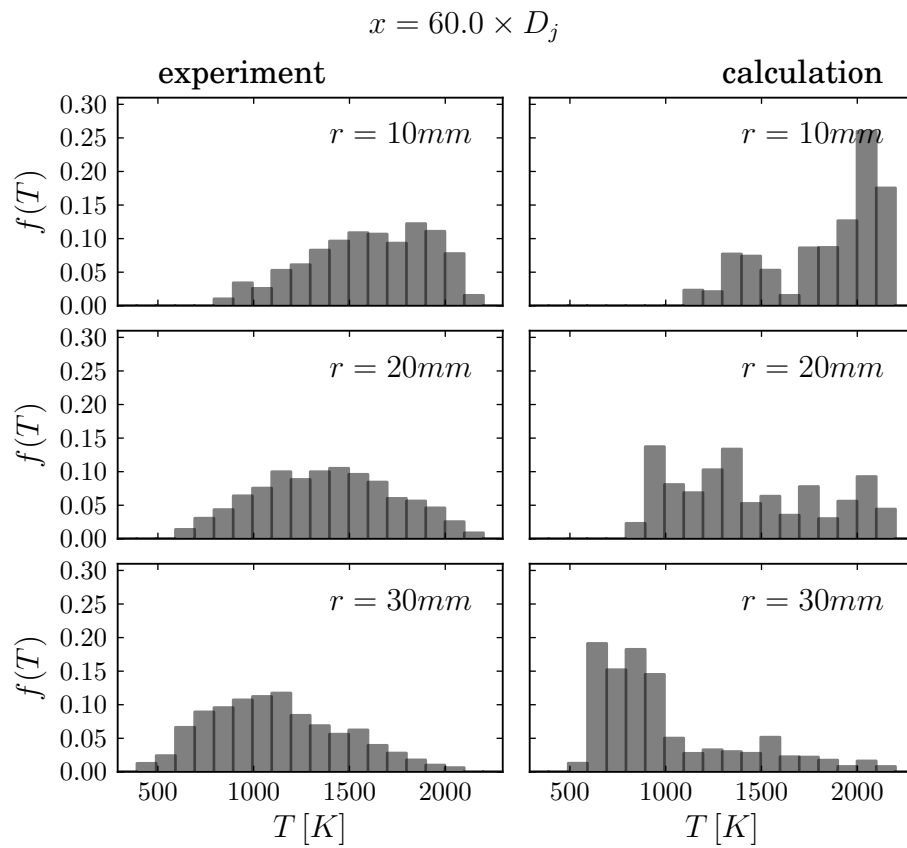 x = 60.0 × D_j
experiment calculation
0.30
0.25
0.20
0.15
0.10
0.05
0.00
f(T)
r = 10mm
r = 10mm
0.30
0.25
0.20
0.15
0.10
0.05
0.00
f(T)
r = 20mm
r = 20mm
0.30
0.25
0.20
0.15
0.10
0.05
0.00
f(T)
r = 30mm
r = 30mm
500 1000 1500 2000 500 1000 1500 2000
T [K] T [K]